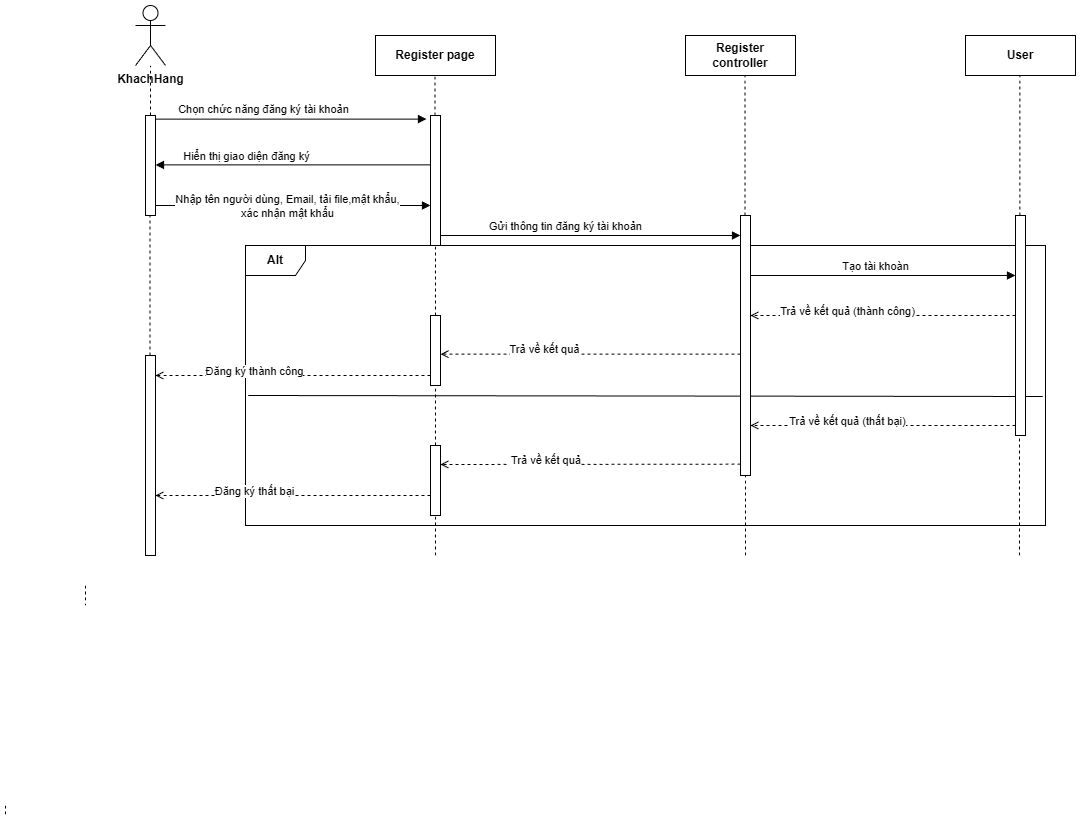 KhachHang
Register page
Register
controller
User
Chọn chức năng đăng ký tài khoản
Hiển thị giao diện đăng ký
Nhập tên người dùng, Email, tải file,mật khẩu,
xác nhận mật khẩu
Gửi thông tin đăng ký tài khoản
Alt
Tạo tài khoàn
Trả về kết quả (thành công)
Trả về kết quả
Đăng ký thành công
Trả về kết quả (thất bại)
Trả về kết quả
Đăng ký thất bại